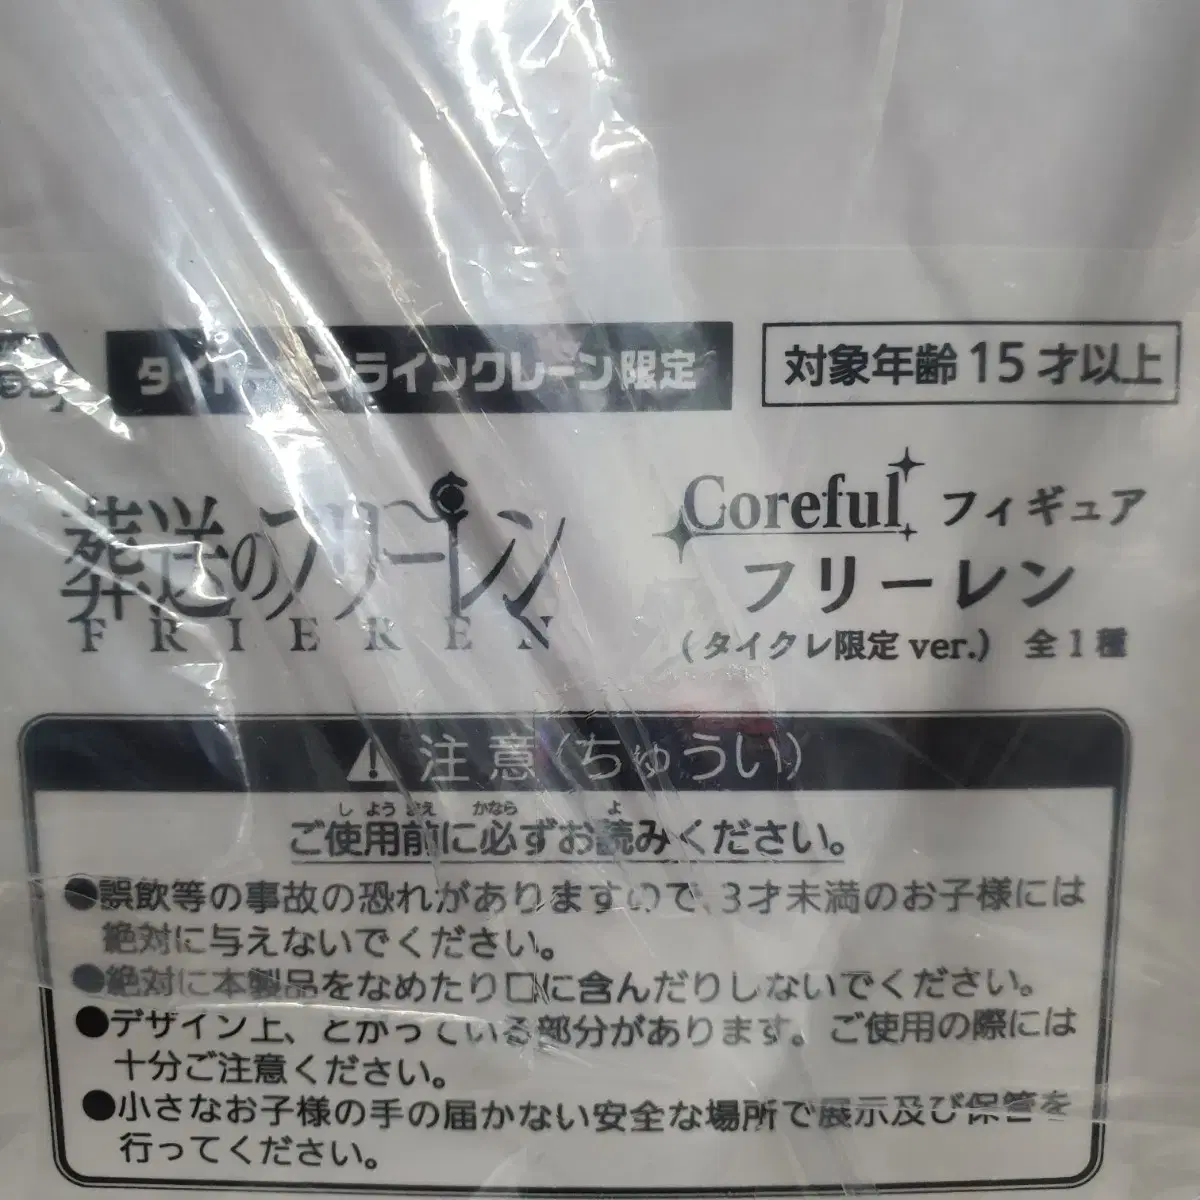 タイトーオンラインクレーン限定
対象年齢15才以上
葬送のフリーレン
FRIEREN
Coreful フィギュア
フリーレン
(タイクレ限定 ver.) 全1種
注意(ちゅうい)
し よう まえ かなら よ
ご使用前に必ずお読みください。
●誤飲等の事故の恐れがありますので、3才未満のお子様には
絶対に与えないでください。
●絶対に本製品をなめたり口に含んだりしないでください。
●デザイン上、とがっている部分があります。ご使用の際には
十分ご注意ください。
●小さなお子様の手の届かない安全な場所で展示及び保管を
行ってください。